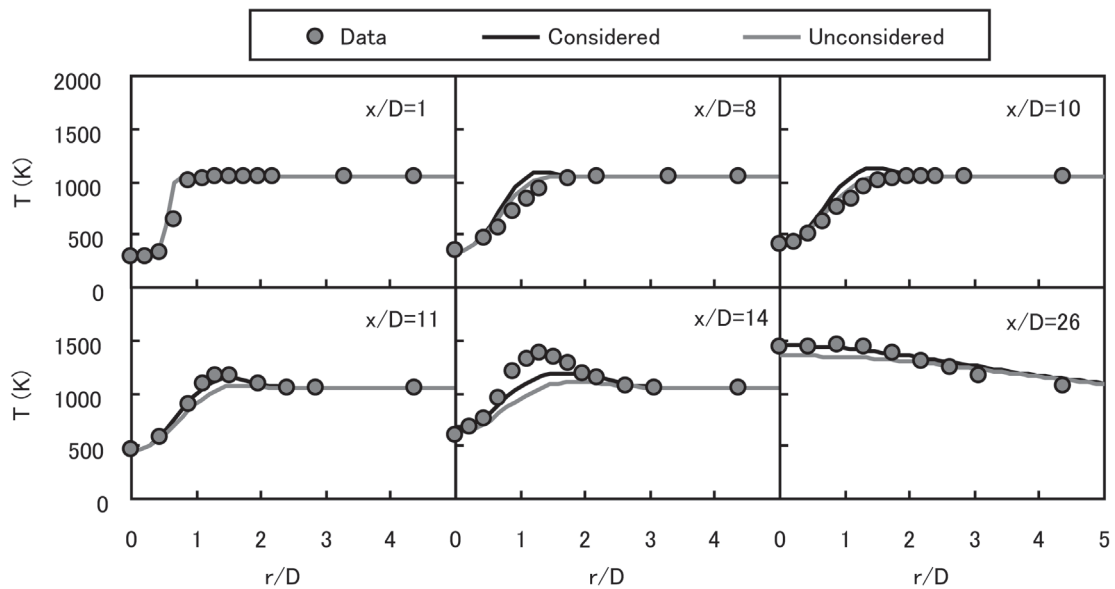 Data Considered Unconsidered
2000
1500
1000
500
0
T (K)
x/D=1
x/D=8
x/D=10
1500
1000
500
0
T (K)
x/D=11
x/D=14
x/D=26
0 1 2 3 4 0 1 2 3 4 0 1 2 3 4 5
r/D r/D r/D